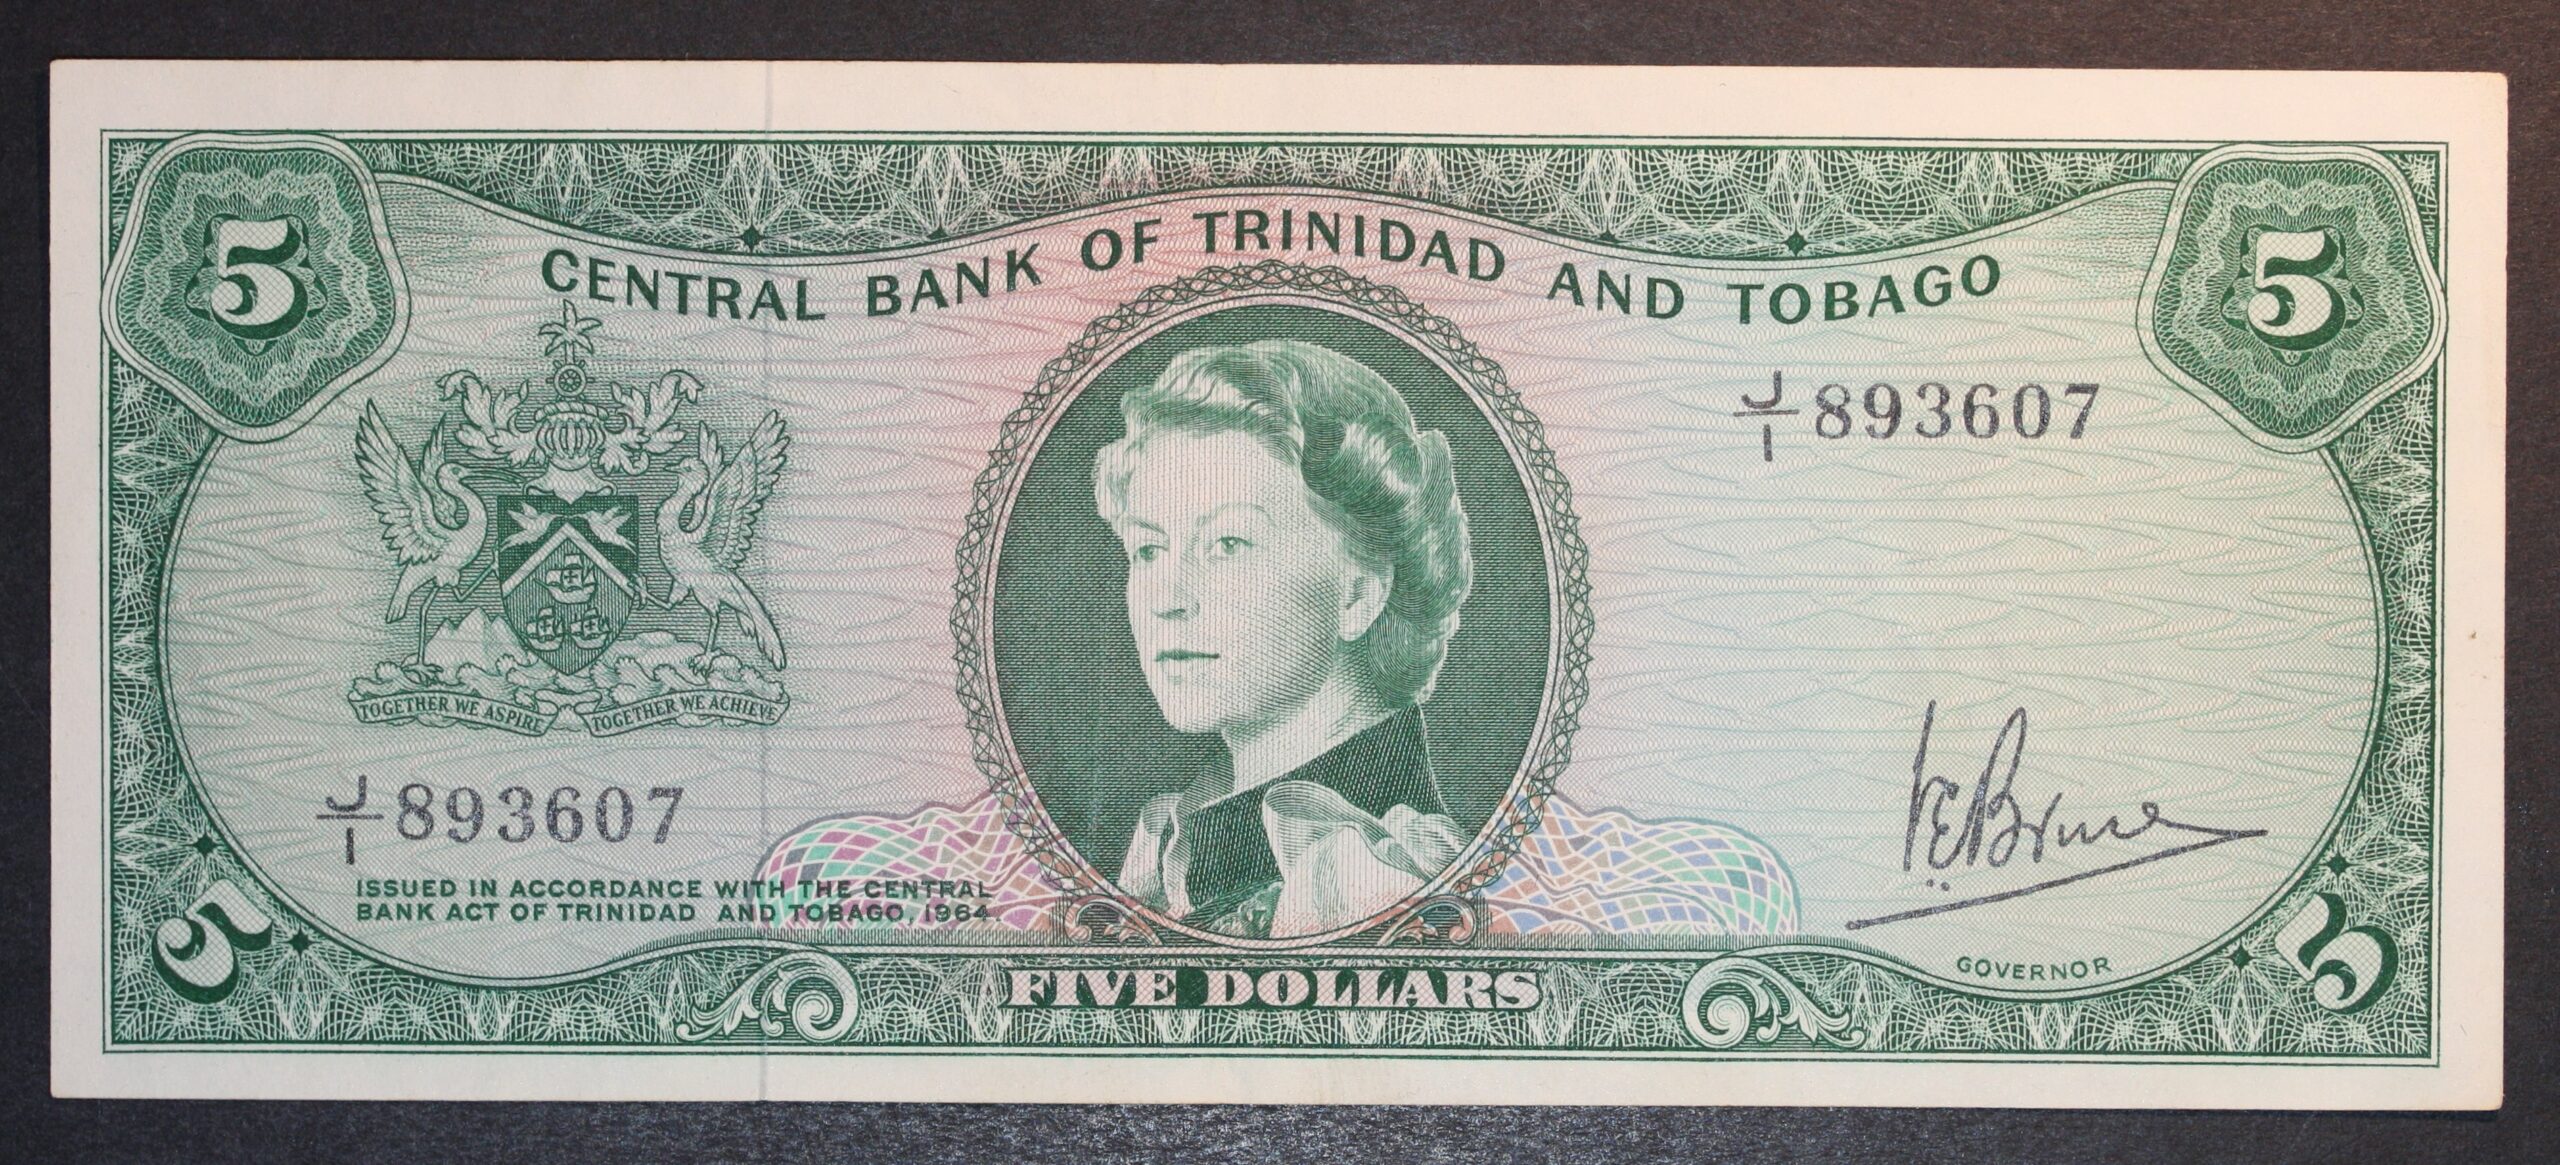 5
5
CENTRAL BANK OF TRINIDAD AND TOBAGO
J/1 893607
TOGETHER WE ASPIRE TOGETHER WE ACHIEVE
J/1 893607
V E Bruce
ISSUED IN ACCORDANCE WITH THE CENTRAL
BANK ACT OF TRINIDAD AND TOBAGO, 1964.
GOVERNOR
5
FIVE DOLLARS
5